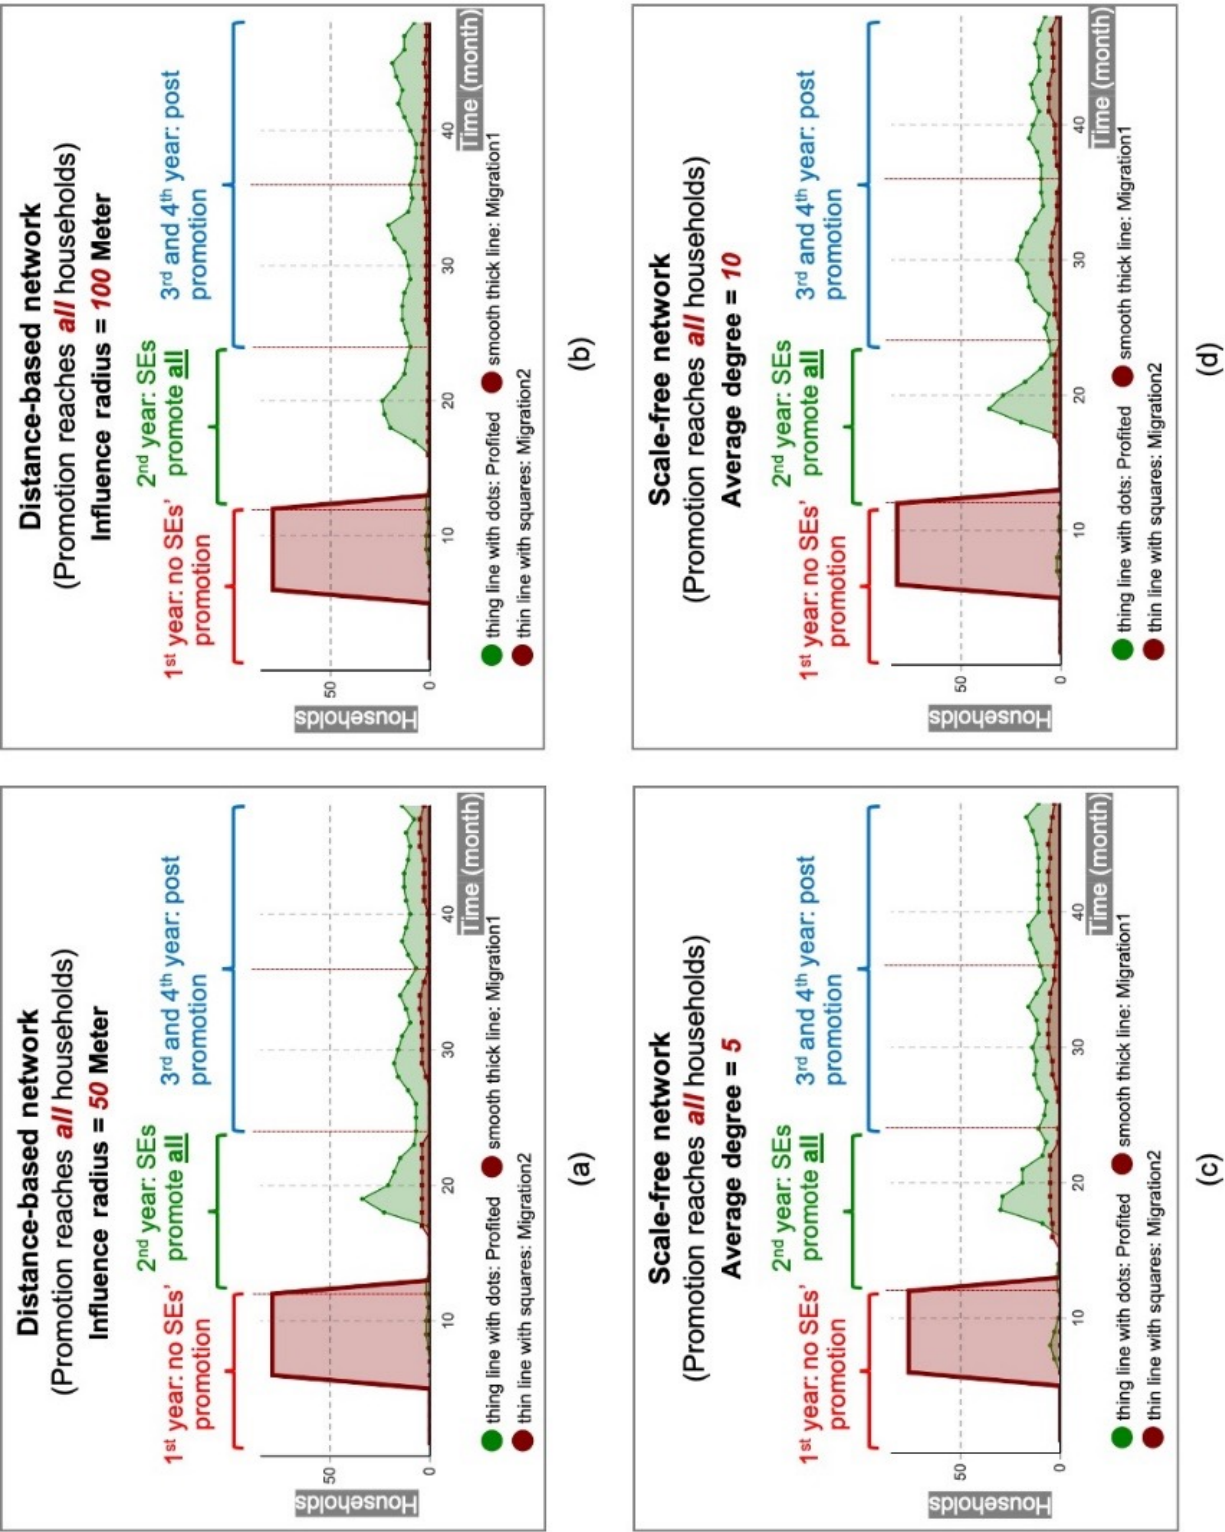 Distance-based network
(Promotion reaches all households)
Influence radius = 50 Meter
1st year: no SEs' promotion
2nd year: SEs promote all
3rd and 4th year: post promotion
Households
50
0
10
20
30
40
Time (month)
thing line with dots: Profited
smooth thick line: Migration1
thin line with squares: Migration2
(a)
Distance-based network
(Promotion reaches all households)
Influence radius = 100 Meter
1st year: no SEs' promotion
2nd year: SEs promote all
3rd and 4th year: post promotion
Households
50
0
10
20
30
40
Time (month)
thing line with dots: Profited
smooth thick line: Migration1
thin line with squares: Migration2
(b)
Scale-free network
(Promotion reaches all households)
Average degree = 5
1st year: no SEs' promotion
2nd year: SEs promote all
3rd and 4th year: post promotion
Households
50
0
10
20
30
40
Time (month)
thing line with dots: Profited
smooth thick line: Migration1
thin line with squares: Migration2
(c)
Scale-free network
(Promotion reaches all households)
Average degree = 10
1st year: no SEs' promotion
2nd year: SEs promote all
3rd and 4th year: post promotion
Households
50
0
10
20
30
40
Time (month)
thing line with dots: Profited
smooth thick line: Migration1
thin line with squares: Migration2
(d)